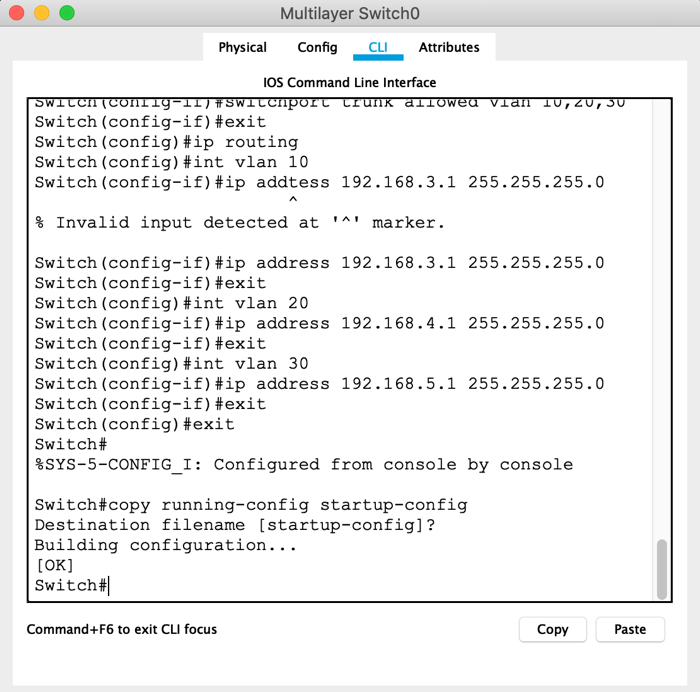 Multilayer Switch0
Physical Config CLI Attributes
IOS Command Line Interface
Switch(config-if)#switchport trunk allowed vlan 10,20,30
Switch(config-if)#exit
Switch(config)#ip routing
Switch(config)#int vlan 10
Switch(config-if)#ip addtess 192.168.3.1 255.255.255.0
^
% Invalid input detected at '^' marker.
Switch(config-if)#ip address 192.168.3.1 255.255.255.0
Switch(config-if)#exit
Switch(config)#int vlan 20
Switch(config-if)#ip address 192.168.4.1 255.255.255.0
Switch(config-if)#exit
Switch(config)#int vlan 30
Switch(config-if)#ip address 192.168.5.1 255.255.255.0
Switch(config-if)#exit
Switch(config)#exit
Switch#
%SYS-5-CONFIG_I: Configured from console by console
Switch#copy running-config startup-config
Destination filename [startup-config]?
Building configuration...
[OK]
Switch#
Command+F6 to exit CLI focus
Copy Paste